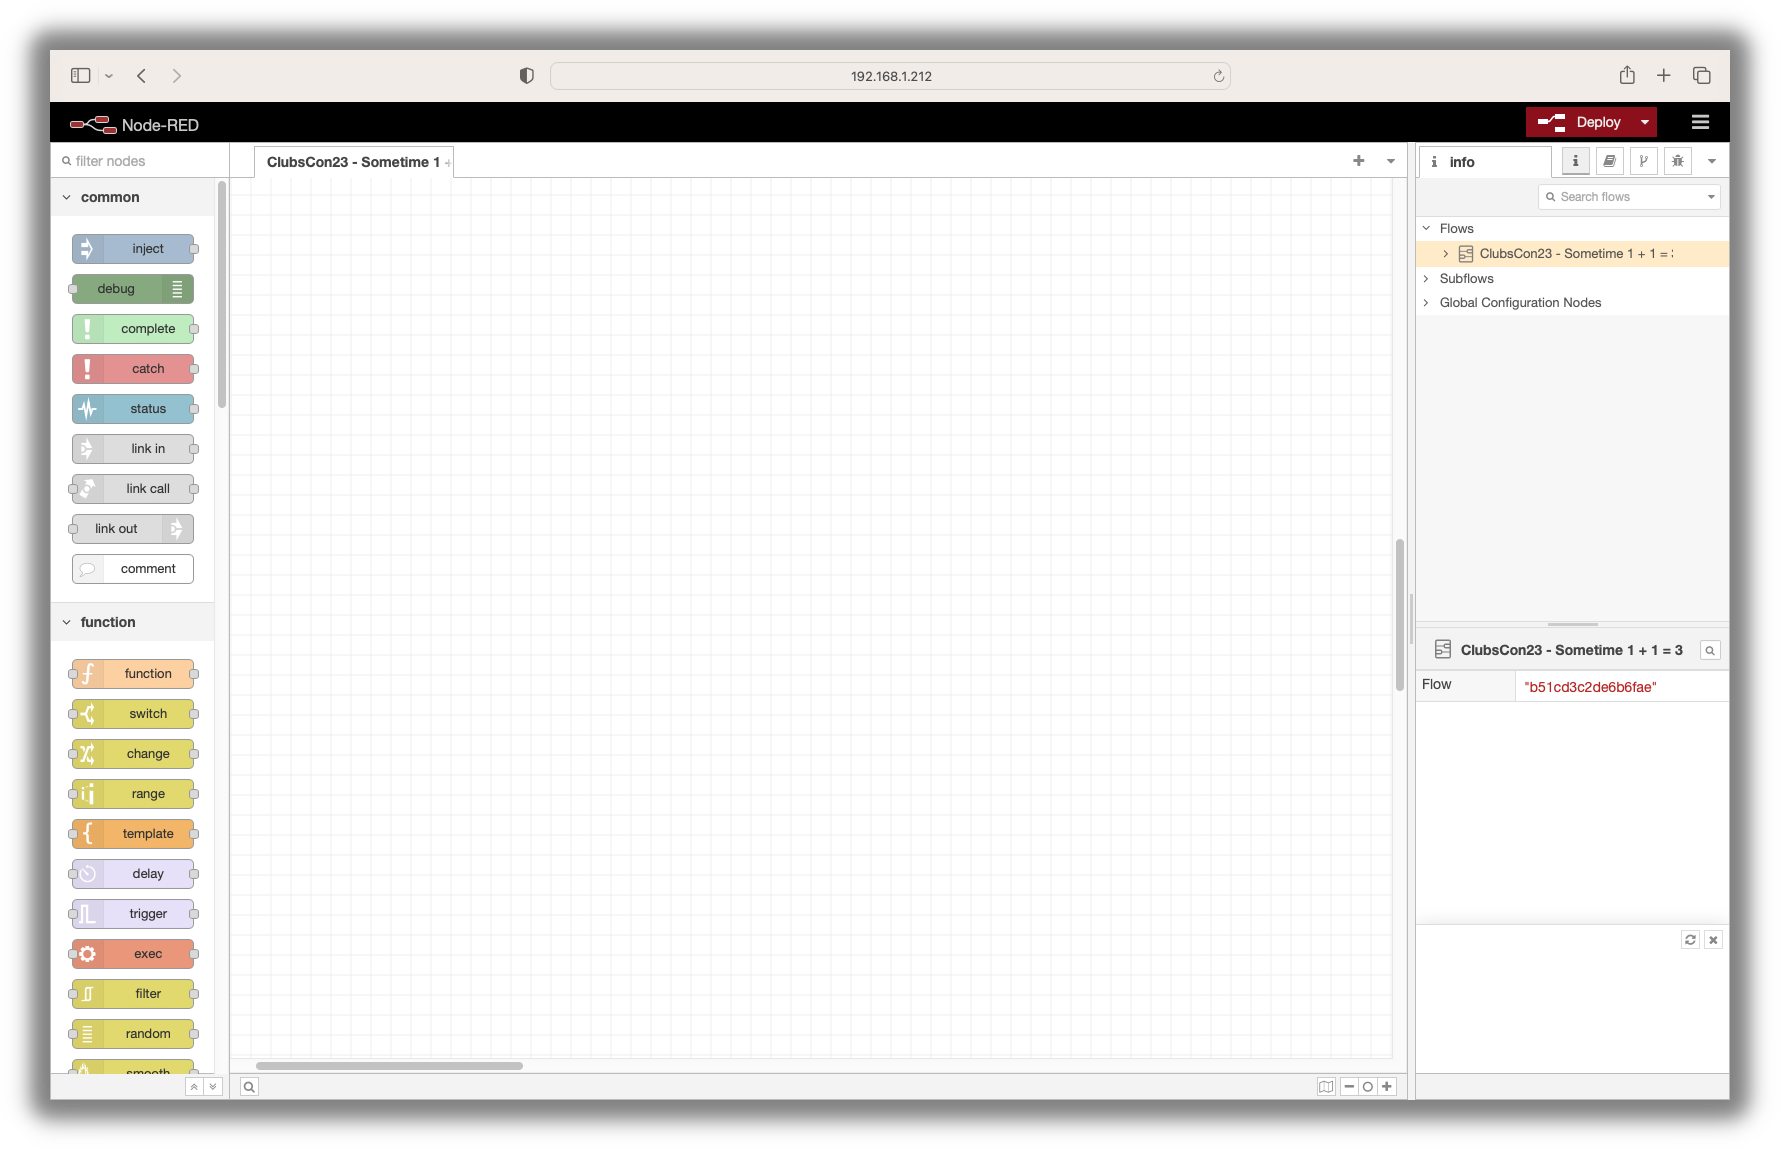 192.168.1.212
Node-RED
Deploy
filter nodes
ClubsCon23 - Sometime 1 +
info
common
Search flows
Flows
inject
ClubsCon23 - Sometime 1 + 1 =
debug
Subflows
Global Configuration Nodes
complete
catch
status
link in
link call
link out
comment
function
ClubsCon23 - Sometime 1 + 1 = 3
function
Flow
"b51cd3c2de6b6fae"
switch
change
range
template
delay
trigger
exec
filter
random
smooth